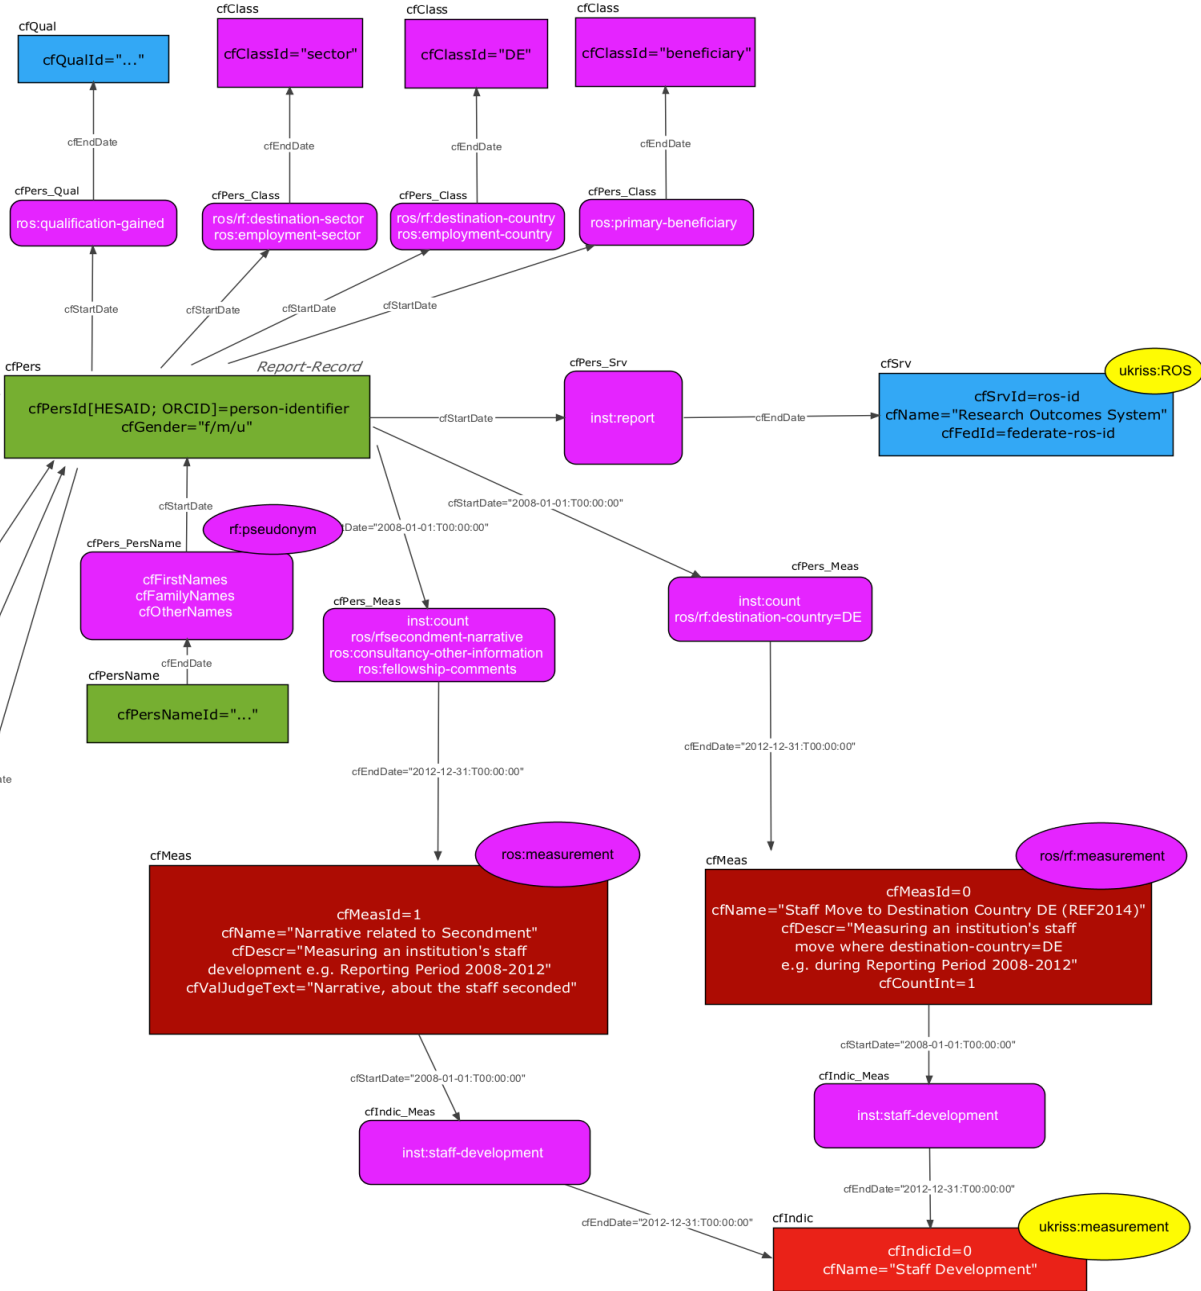 cfQual
cfClass
cfClass
cfClass
cfQualId="..."
cfClassId="sector"
cfClassId="DE"
cfClassId="beneficiary"
cfEndDate
cfEndDate
cfEndDate
cfEndDate
cfPers_Qual
cfPers_Class
cfPers_Class
cfPers_Class
ros:qualification-gained
ros/rf:destination-sector
ros:employment-sector
ros/rf:destination-country
ros:employment-country
ros:primary-beneficiary
cfStartDate
cfStartDate
cfStartDate
cfStartDate
cfPers
Report-Record
cfPersId[HESAID; ORCID]=person-identifier
cfGender="f/m/u"
cfStartDate
cfPers_Srv
inst:report
cfEndDate
cfSrv
ukriss:ROS
cfSrvId=ros-id
cfName="Research Outcomes System"
cfFedId=federate-ros-id
cfStartDate
rf:pseudonym
cfPers_PersName
cfFirstNames
cfFamilyNames
cfOtherNames
cfEndDate
cfPersName
cfPersNameId="..."
Date="2008-01-01:T00:00:00"
cfStartDate="2008-01-01:T00:00:00"
cfPers_Meas
inst:count
ros/rfsecondment-narrative
ros:consultancy-other-information
ros:fellowship-comments
cfPers_Meas
inst:count
ros/rf:destination-country=DE
cfEndDate="2012-12-31:T00:00:00"
cfEndDate="2012-12-31:T00:00:00"
ate
cfMeas
ros:measurement
cfMeasId=1
cfName="Narrative related to Secondment"
cfDescr="Measuring an institution's staff
development e.g. Reporting Period 2008-2012"
cfValJudgeText="Narrative, about the staff seconded"
cfMeas
ros/rf:measurement
cfMeasId=0
cfName="Staff Move to Destination Country DE (REF2014)"
cfDescr="Measuring an institution's staff
move where destination-country=DE
e.g. during Reporting Period 2008-2012"
cfCountInt=1
cfStartDate="2008-01-01:T00:00:00"
cfStartDate="2008-01-01:T00:00:00"
cfIndic_Meas
inst:staff-development
cfIndic_Meas
inst:staff-development
cfEndDate="2012-12-31:T00:00:00"
cfEndDate="2012-12-31:T00:00:00"
cfIndic
ukriss:measurement
cfIndicId=0
cfName="Staff Development"